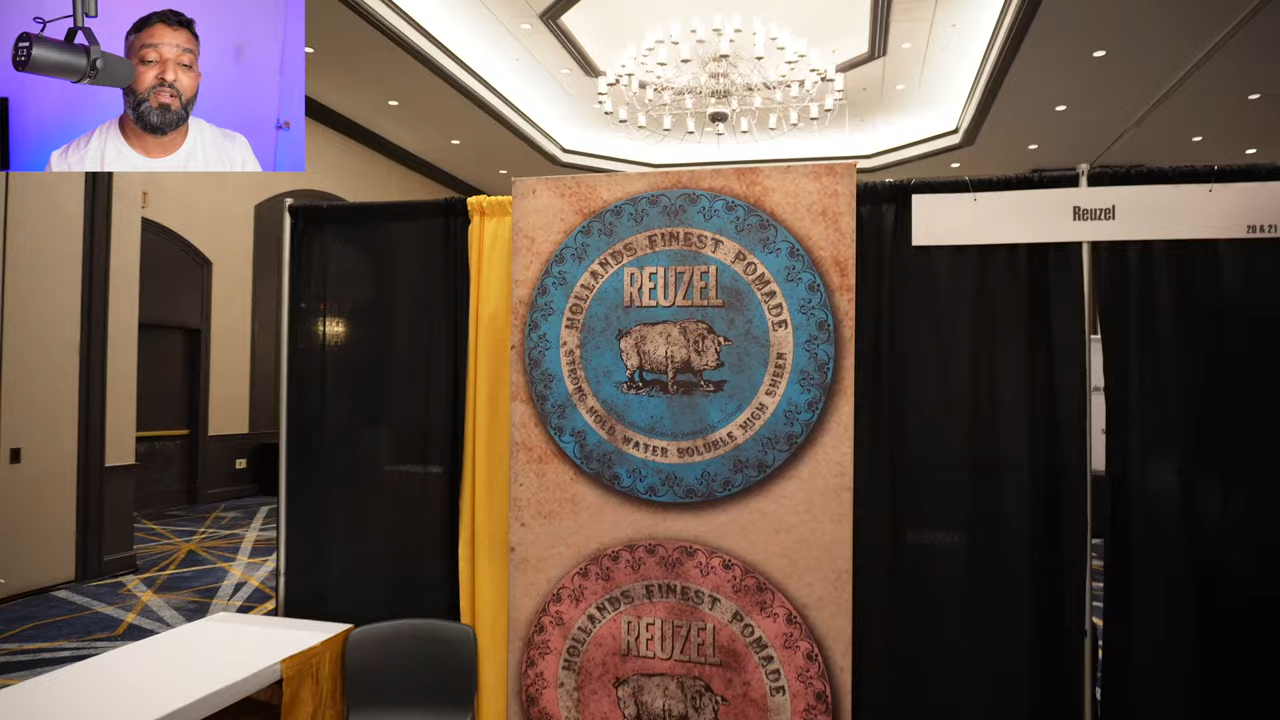 HOLLANDS FINEST POMADE
REUZEL
STRONG HOLD WATER SOLUBLE HIGH SHEEN
Reuzel
20 & 21
HOLLANDS FINEST POMADE
REUZEL